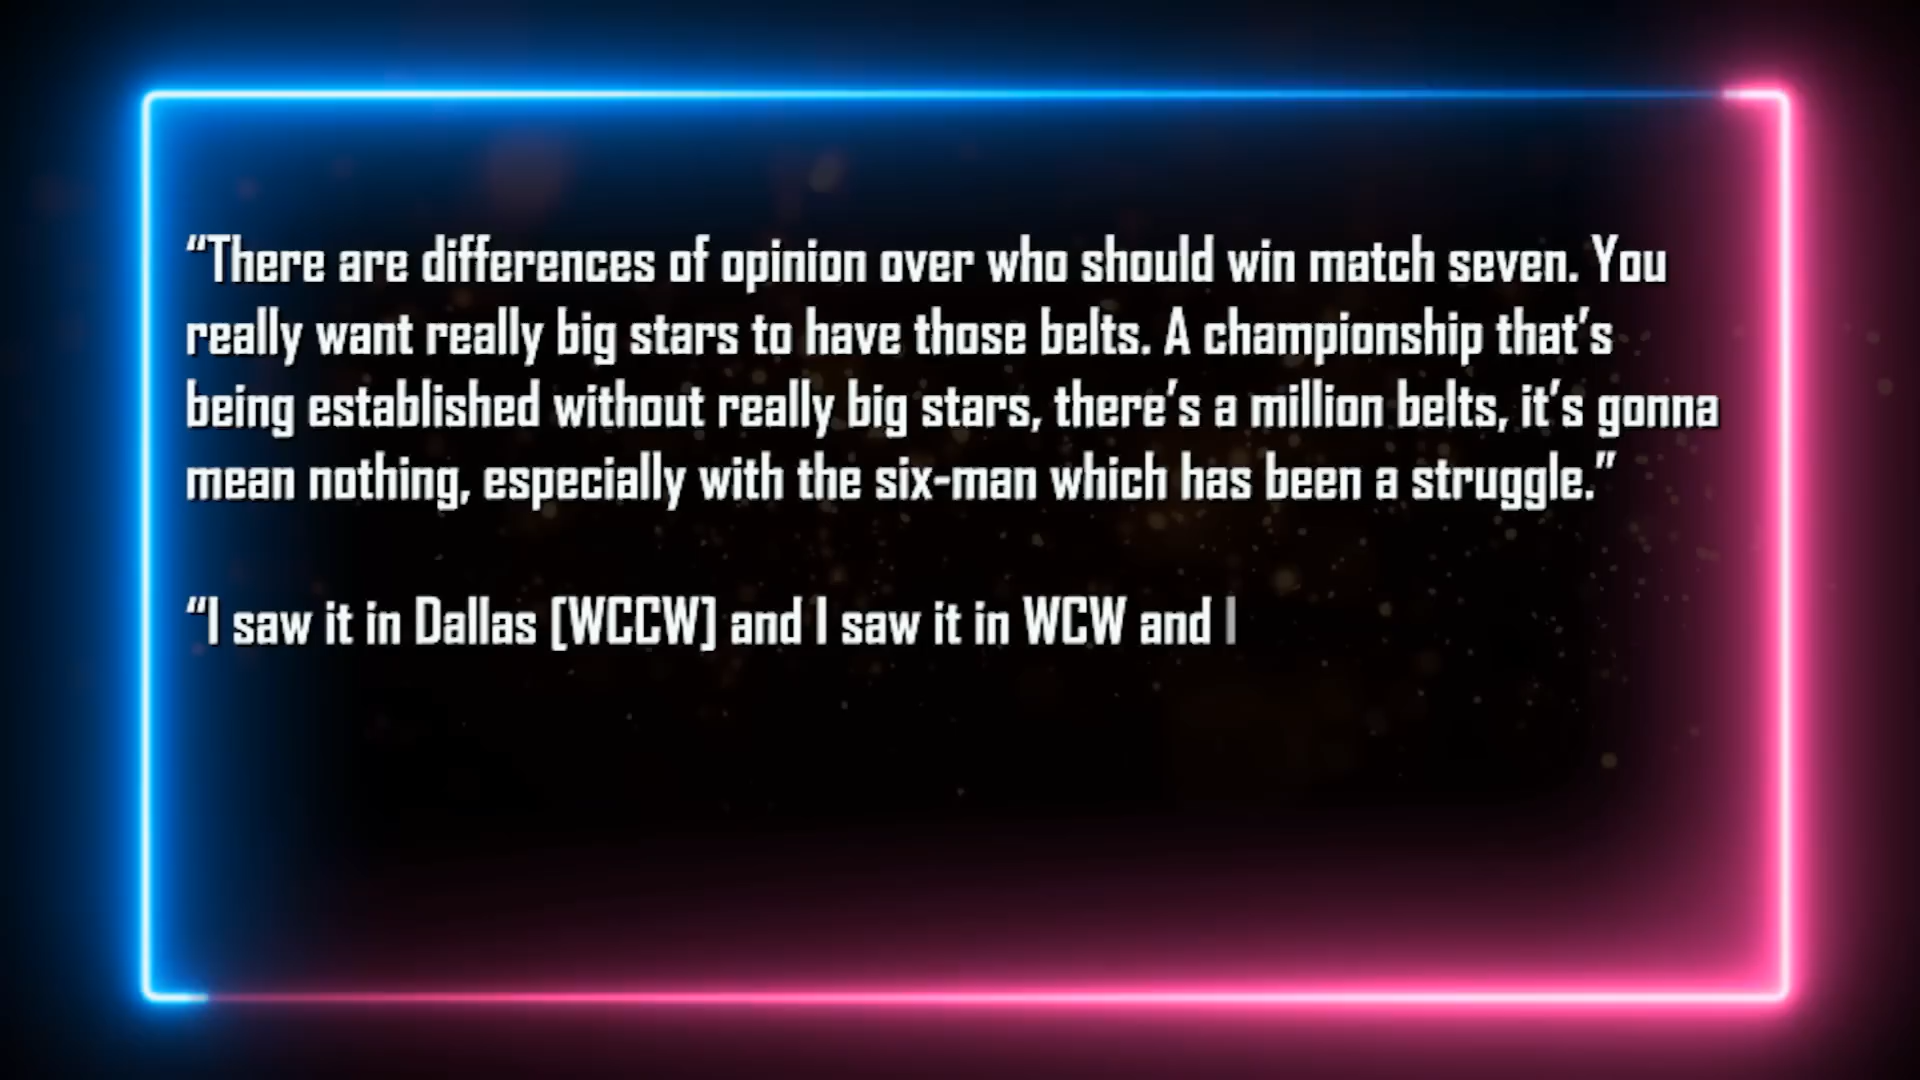 “There are differences of opinion over who should win match seven. You
really want really big stars to have those belts. A championship that’s
being established without really big stars, there’s a million belts, it’s gonna
mean nothing, especially with the six-man which has been a struggle.”
“I saw it in Dallas [WCCW] and I saw it in WCW and I